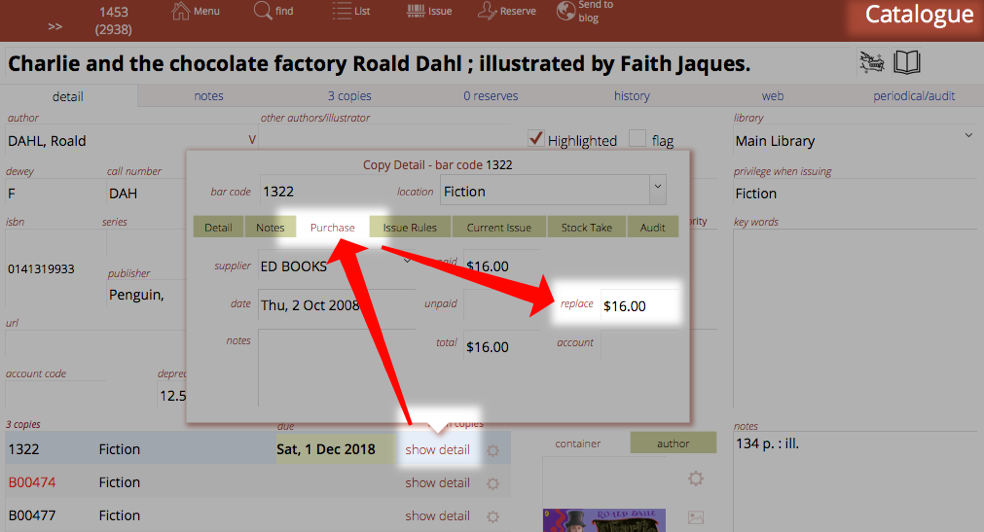 >>
1453
(2938)
Menu
find
List
Issue
Reserve
Send to
blog
Catalogue
Charlie and the chocolate factory Roald Dahl ; illustrated by Faith Jaques.
detail notes 3 copies 0 reserves history web periodical/audit
author other authors/illustrator library
DAHL, Roald V Highlighted flag Main Library
dewey call number privilege when issuing
F DAH Fiction
isbn series key words
0141319933
publisher
Penguin,
url
account code
12.5
Copy Detail - bar code 1322
bar code 1322 location Fiction
Detail Notes Purchase Issue Rules Current Issue Stock Take Audit
supplier ED BOOKS $16.00
date Thu, 2 Oct 2008 unpaid replace $16.00
notes total $16.00 account
3 copies due copies notes
1322 Fiction Sat, 1 Dec 2018 show detail
B00474 Fiction show detail
B00477 Fiction show detail
container author
134 p. : ill.
ROALD DAHL